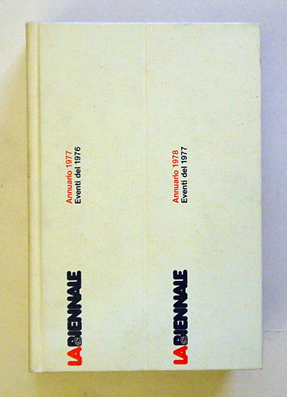 Annuario 1977
Eventi del 1976
LA BIENNALE
Annuario 1978
Eventi del 1977
LA BIENNALE